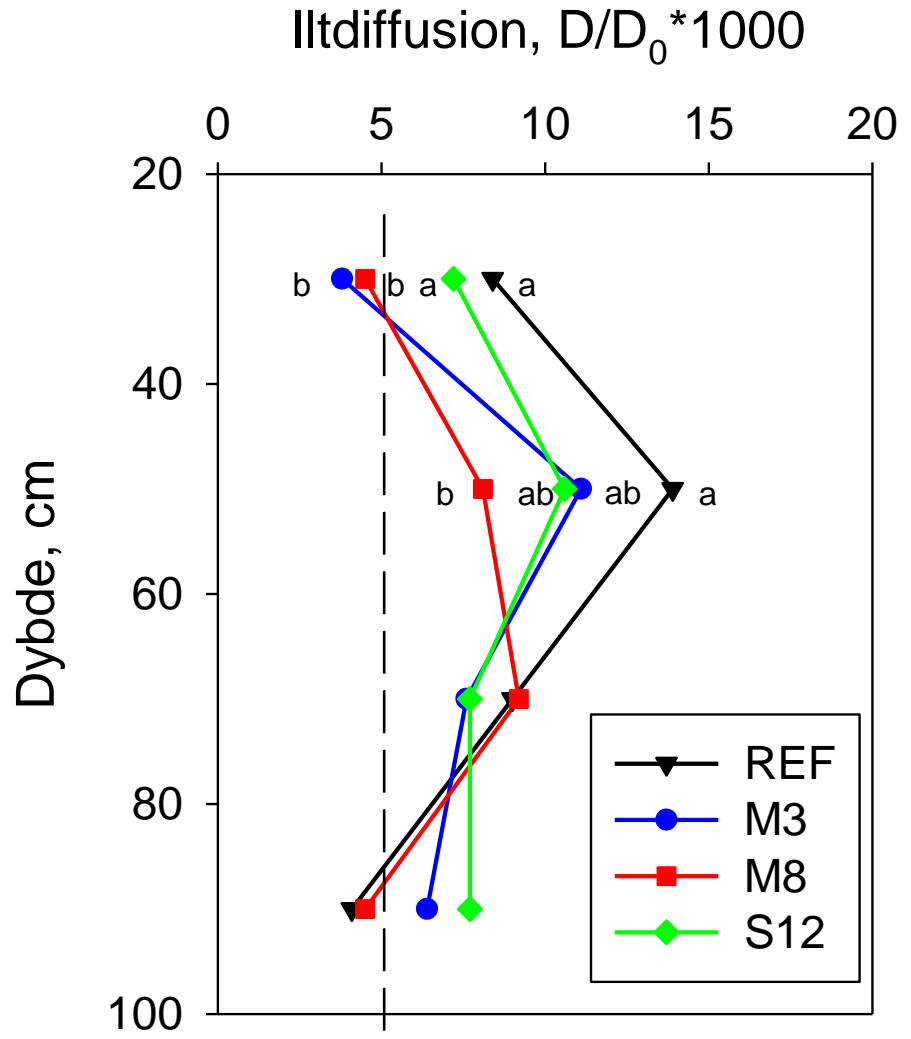 Iltdiffusion, D/D₀*1000
0 5 10 15 20
20
b b a a
40
b ab ab a
60
80
100
Dybde, cm
REF
M3
M8
S12